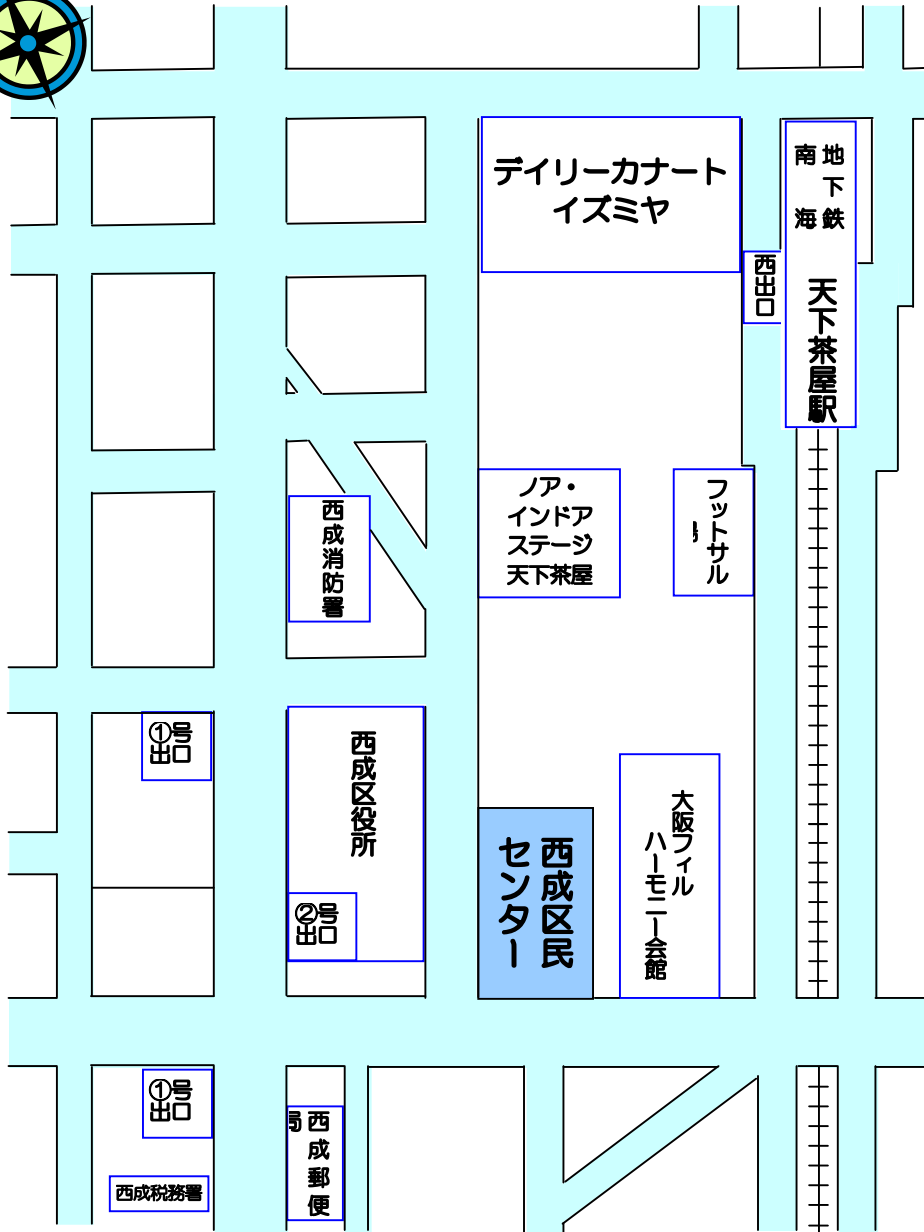 デイリーカナート
イズミヤ
地下鉄
南海
天下茶屋駅
西出口
ノア・
インドア
ステージ
天下茶屋
フットサル
西成消防署
①号
出口
西成区役所
②号
出口
西成区民
センター
大阪フィル
ハーモニー会館
①号
出口
西成税務署
西成郵便
局